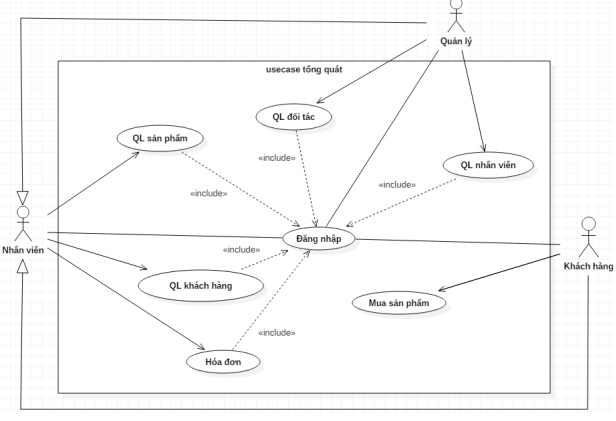 Quản lý
usecase tổng quát
QL đối tác
QL sản phẩm
«include»
QL nhân viên
«include»
«include»
Đăng nhập
Nhân viên
«include»
Khách hàng
QL khách hàng
Mua sản phẩm
«include»
Hóa đơn